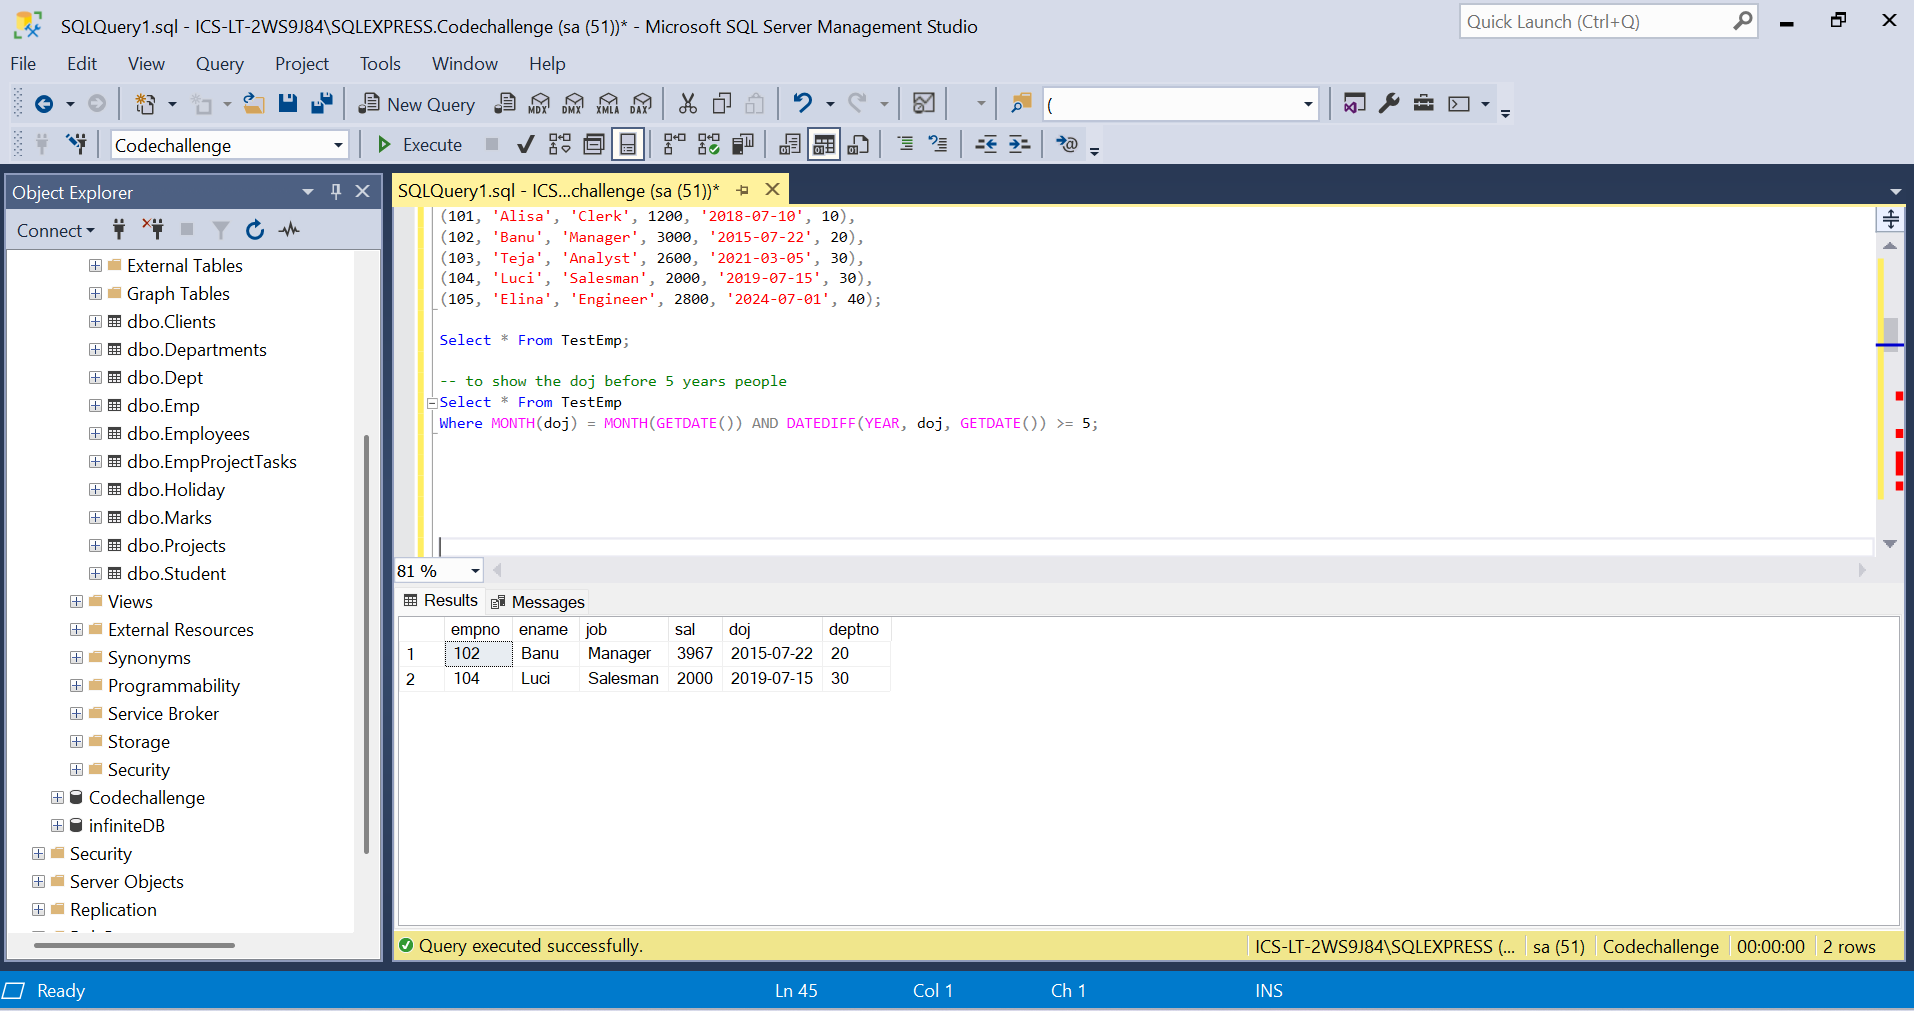 SQLQuery1.sql - ICS-LT-2WS9J84\SQLEXPRESS.Codechallenge (sa (51))* - Microsoft SQL Server Management Studio
Quick Launch (Ctrl+Q)
File Edit View Query Project Tools Window Help
New Query MDX DMX XMLA DAX (
Codechallenge Execute
Object Explorer
SQLQuery1.sql - ICS...challenge (sa (51))*
Connect
External Tables
Graph Tables
dbo.Clients
dbo.Departments
dbo.Dept
dbo.Emp
dbo.Employees
dbo.EmpProjectTasks
dbo.Holiday
dbo.Marks
dbo.Projects
dbo.Student
Views
External Resources
Synonyms
Programmability
Service Broker
Storage
Security
Codechallenge
infiniteDB
Security
Server Objects
Replication
(101, 'Alisa', 'Clerk', 1200, '2018-07-10', 10),
(102, 'Banu', 'Manager', 3000, '2015-07-22', 20),
(103, 'Teja', 'Analyst', 2600, '2021-03-05', 30),
(104, 'Luci', 'Salesman', 2000, '2019-07-15', 30),
(105, 'Elina', 'Engineer', 2800, '2024-07-01', 40);
Select * From TestEmp;
-- to show the doj before 5 years people
Select * From TestEmp
Where MONTH(doj) = MONTH(GETDATE()) AND DATEDIFF(YEAR, doj, GETDATE()) >= 5;
81 %
Results Messages
empno ename job sal doj deptno
1 102 Banu Manager 3967 2015-07-22 20
2 104 Luci Salesman 2000 2019-07-15 30
Query executed successfully.
ICS-LT-2WS9J84\SQLEXPRESS (... sa (51) Codechallenge 00:00:00 2 rows
Ready Ln 45 Col 1 Ch 1 INS